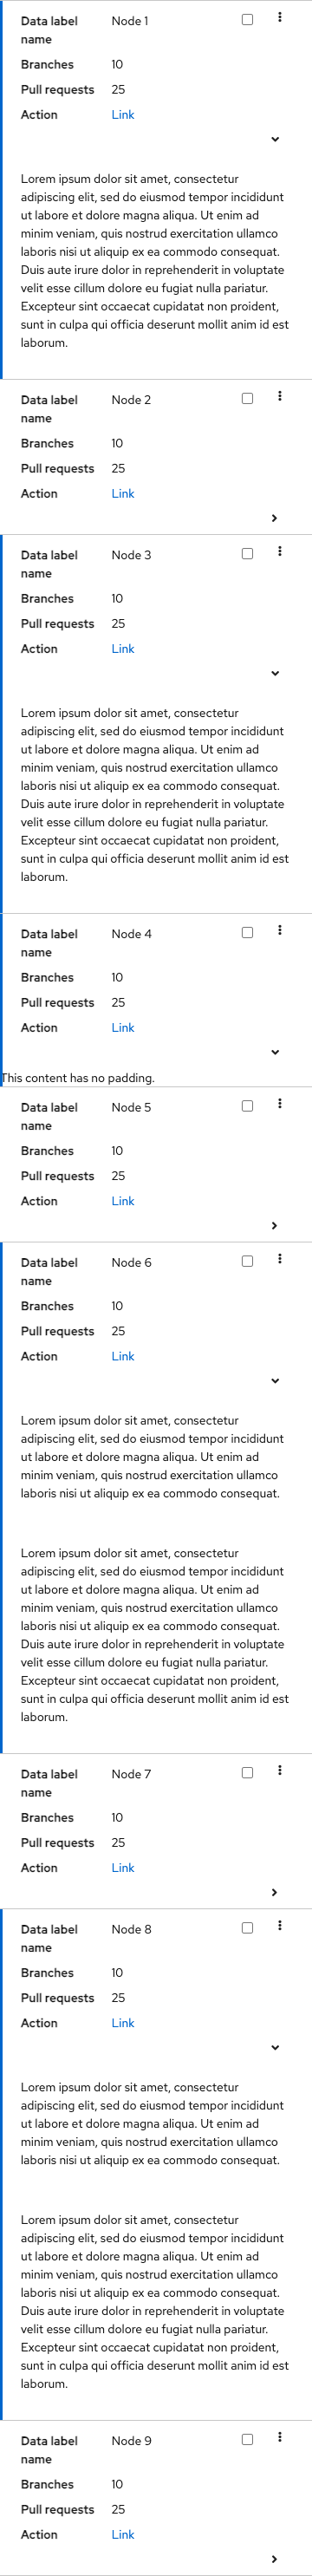 Data label name Node 1
Branches 10
Pull requests 25
Action Link
Lorem ipsum dolor sit amet, consectetur
adipiscing elit, sed do eiusmod tempor incididunt
ut labore et dolore magna aliqua. Ut enim ad
minim veniam, quis nostrud exercitation ullamco
laboris nisi ut aliquip ex ea commodo consequat.
Duis aute irure dolor in reprehenderit in voluptate
velit esse cillum dolore eu fugiat nulla pariatur.
Excepteur sint occaecat cupidatat non proident,
sunt in culpa qui officia deserunt mollit anim id est
laborum.
Data label name Node 2
Branches 10
Pull requests 25
Action Link
Data label name Node 3
Branches 10
Pull requests 25
Action Link
Lorem ipsum dolor sit amet, consectetur
adipiscing elit, sed do eiusmod tempor incididunt
ut labore et dolore magna aliqua. Ut enim ad
minim veniam, quis nostrud exercitation ullamco
laboris nisi ut aliquip ex ea commodo consequat.
Duis aute irure dolor in reprehenderit in voluptate
velit esse cillum dolore eu fugiat nulla pariatur.
Excepteur sint occaecat cupidatat non proident,
sunt in culpa qui officia deserunt mollit anim id est
laborum.
Data label name Node 4
Branches 10
Pull requests 25
Action Link
This content has no padding.
Data label name Node 5
Branches 10
Pull requests 25
Action Link
Data label name Node 6
Branches 10
Pull requests 25
Action Link
Lorem ipsum dolor sit amet, consectetur
adipiscing elit, sed do eiusmod tempor incididunt
ut labore et dolore magna aliqua. Ut enim ad
minim veniam, quis nostrud exercitation ullamco
laboris nisi ut aliquip ex ea commodo consequat.
Lorem ipsum dolor sit amet, consectetur
adipiscing elit, sed do eiusmod tempor incididunt
ut labore et dolore magna aliqua. Ut enim ad
minim veniam, quis nostrud exercitation ullamco
laboris nisi ut aliquip ex ea commodo consequat.
Duis aute irure dolor in reprehenderit in voluptate
velit esse cillum dolore eu fugiat nulla pariatur.
Excepteur sint occaecat cupidatat non proident,
sunt in culpa qui officia deserunt mollit anim id est
laborum.
Data label name Node 7
Branches 10
Pull requests 25
Action Link
Data label name Node 8
Branches 10
Pull requests 25
Action Link
Lorem ipsum dolor sit amet, consectetur
adipiscing elit, sed do eiusmod tempor incididunt
ut labore et dolore magna aliqua. Ut enim ad
minim veniam, quis nostrud exercitation ullamco
laboris nisi ut aliquip ex ea commodo consequat.
Lorem ipsum dolor sit amet, consectetur
adipiscing elit, sed do eiusmod tempor incididunt
ut labore et dolore magna aliqua. Ut enim ad
minim veniam, quis nostrud exercitation ullamco
laboris nisi ut aliquip ex ea commodo consequat.
Duis aute irure dolor in reprehenderit in voluptate
velit esse cillum dolore eu fugiat nulla pariatur.
Excepteur sint occaecat cupidatat non proident,
sunt in culpa qui officia deserunt mollit anim id est
laborum.
Data label name Node 9
Branches 10
Pull requests 25
Action Link